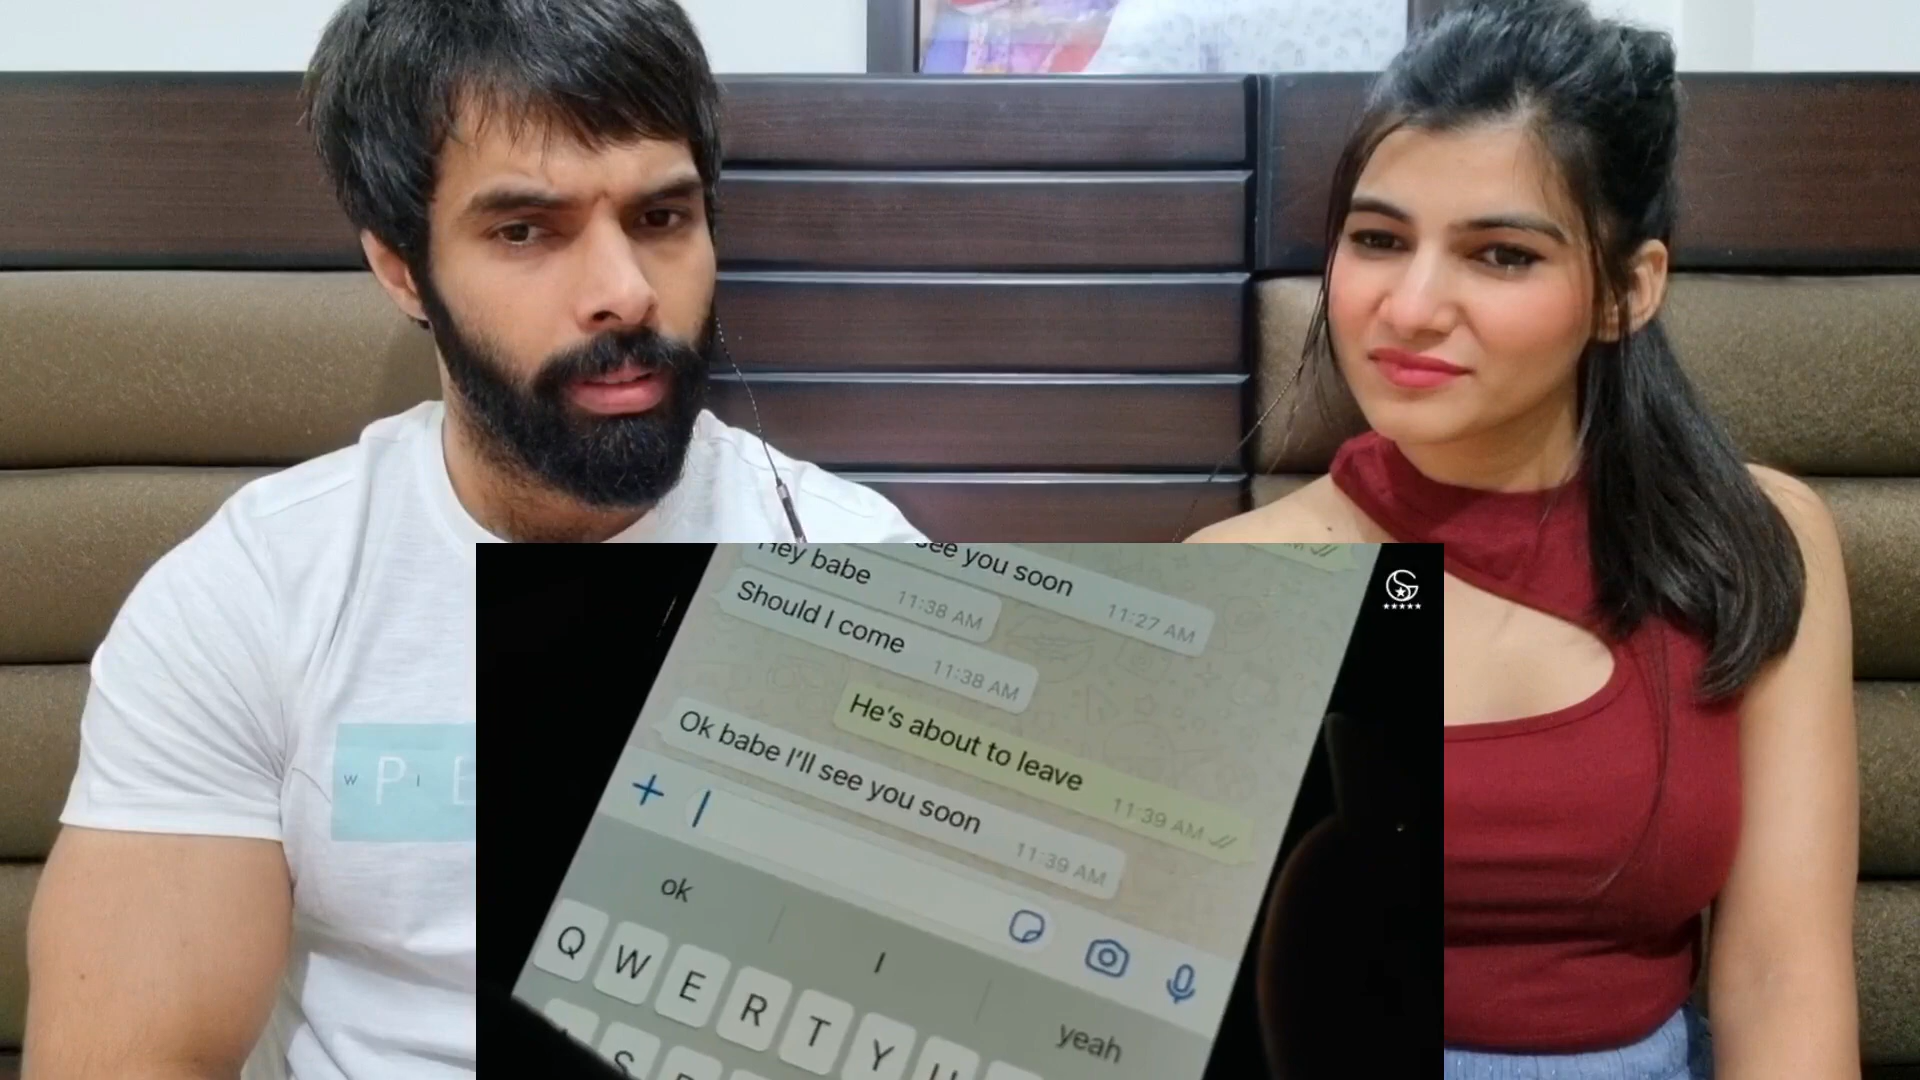 see you soon
11:27 AM
Hey babe
11:38 AM
Should I come
11:38 AM
He's about to leave
11:39 AM
Ok babe I'll see you soon
11:39 AM
ok
I
yeah
Q W E R T Y
S
W P I E